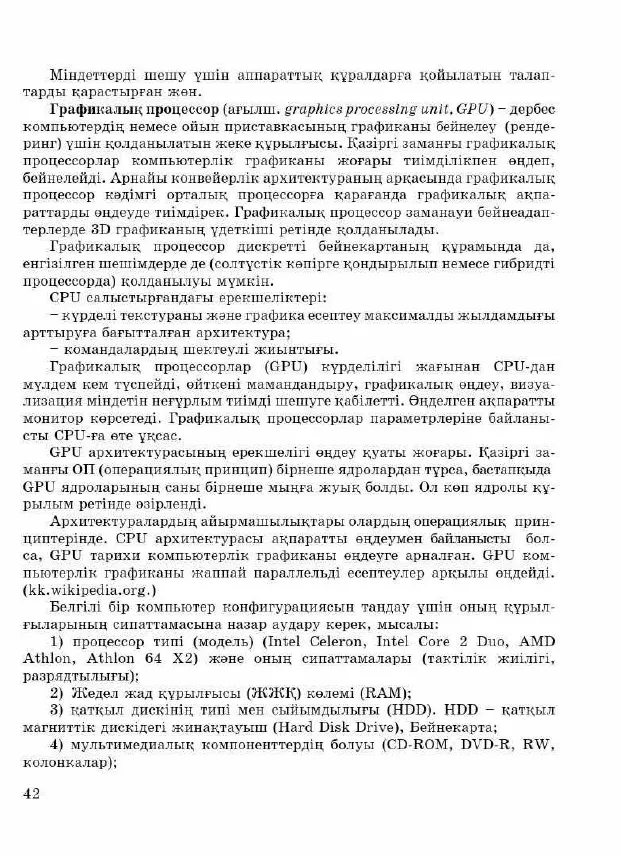 Міндеттерді шешу үшін аппараттық құралдарға қойылатын талап-
тарды қарастырған жөн.
Графикалық процессор (ағылш. graphics processing unit, GPU) – дербес
компьютердің немесе ойын приставкасының графиканы бейнелеу (ренде-
ринг) үшін қолданылатын жеке құрылғысы. Қазіргі заманғы графикалық
процессорлар компьютерлік графиканы жоғары тиімділікпен өңдеп,
бейнелейді. Арнайы конвейерлік архитектураның арқасында графикалық
процессор кәдімгі орталық процессорға қарағанда графикалық ақпа-
раттарды өңдеуде тиімдірек. Графикалық процессор заманауи бейнеадап-
терлерде 3D графиканың үдеткіші ретінде қолданылады.
Графикалық процессор дискретті бейнекартаның құрамында да,
енгізілген шешімдерде де (солтүстік көпірге қондырылып немесе гибридті
процессорда) қолданылуы мүмкін.
CPU салыстырғандағы ерекшеліктері:
– күрделі текстураны және графика есептеу максималды жылдамдығы
арттыруға бағытталған архитектура;
– командалардың шектеулі жиынтығы.
Графикалық процессорлар (GPU) күрделілігі жағынан CPU-дан
мүлдем кем түспейді, өйткені мамандандыру, графикалық өңдеу, визуа-
лизация міндетін неғұрлым тиімді шешуге қабілетті. Өңделген ақпаратты
монитор көрсетеді. Графикалық процессорлар параметрлеріне байланы-
сты CPU-ға өте ұқсас.
GPU архитектурасының ерекшелігі өңдеу қуаты жоғары. Қазіргі за-
манғы ОП (операциялық принцип) бірнеше ядролардан тұрса, бастапқыда
GPU ядроларының саны бірнеше мыңға жуық болды. Ол көп ядролы құ-
рылым ретінде әзірленді.
Архитектуралардың айырмашылықтары олардың операциялық прин-
циптерінде. CPU архитектурасы ақпаратты өңдеумен байланысты бол-
са, GPU тарихи компьютерлік графиканы өңдеуге арналған. GPU ком-
пьютерлік графиканы жаппай параллельді есептеулер арқылы өңдейді.
(kk.wikipedia.org.)
Белгілі бір компьютер конфигурациясын таңдау үшін оның құрыл-
ғыларының сипаттамасына назар аудару керек, мысалы:
1) процессор типі (модель) (Intel Celeron, Intel Core 2 Duo, AMD
Athlon, Athlon 64 X2) және оның сипаттамалары (тактілік жиілігі,
разрядтылығы);
2) Жедел жад құрылғысы (ЖЖҚ) көлемі (RAM);
3) қатқыл дискінің типі мен сыйымдылығы (HDD). HDD – қатқыл
магниттік дискідегі жинақтауыш (Hard Disk Drive), Бейнекарта;
4) мультимедиалық компоненттердің болуы (CD-ROM, DVD-R, RW,
колонкалар);
42